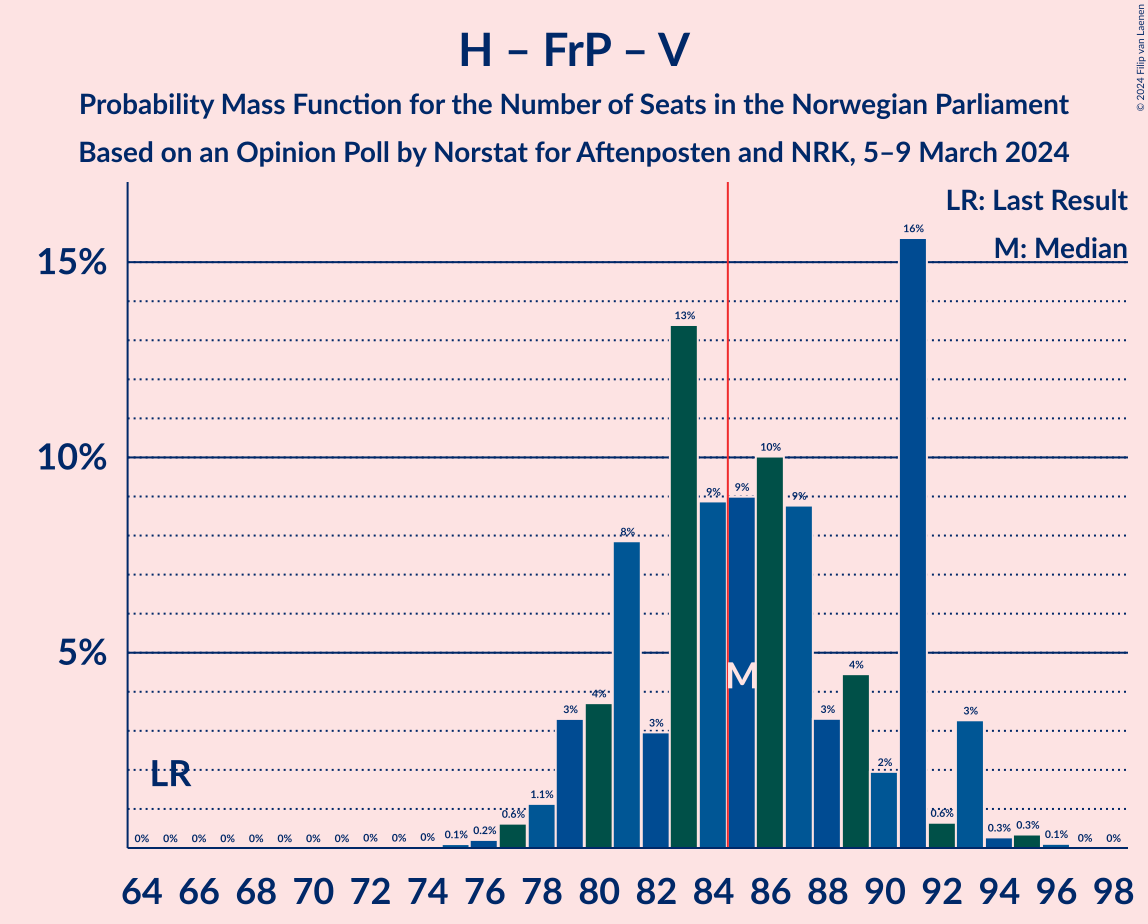 H – FrP – V
Probability Mass Function for the Number of Seats in the Norwegian Parliament
Based on an Opinion Poll by Norstat for Aftenposten and NRK, 5–9 March 2024
© 2024 Filip van Laenen
LR: Last Result
M: Median
15%
10%
5%
0% 0% 0% 0% 0% 0% 0% 0% 0% 0% 0% 0.1% 0.2% 0.6% 1.1% 3% 4% 8% 3% 13% 9% 9% 10% 9% 3% 4% 2% 16% 0.6% 3% 0.3% 0.3% 0.1% 0% 0%
M
LR
64 66 68 70 72 74 76 78 80 82 84 86 88 90 92 94 96 98